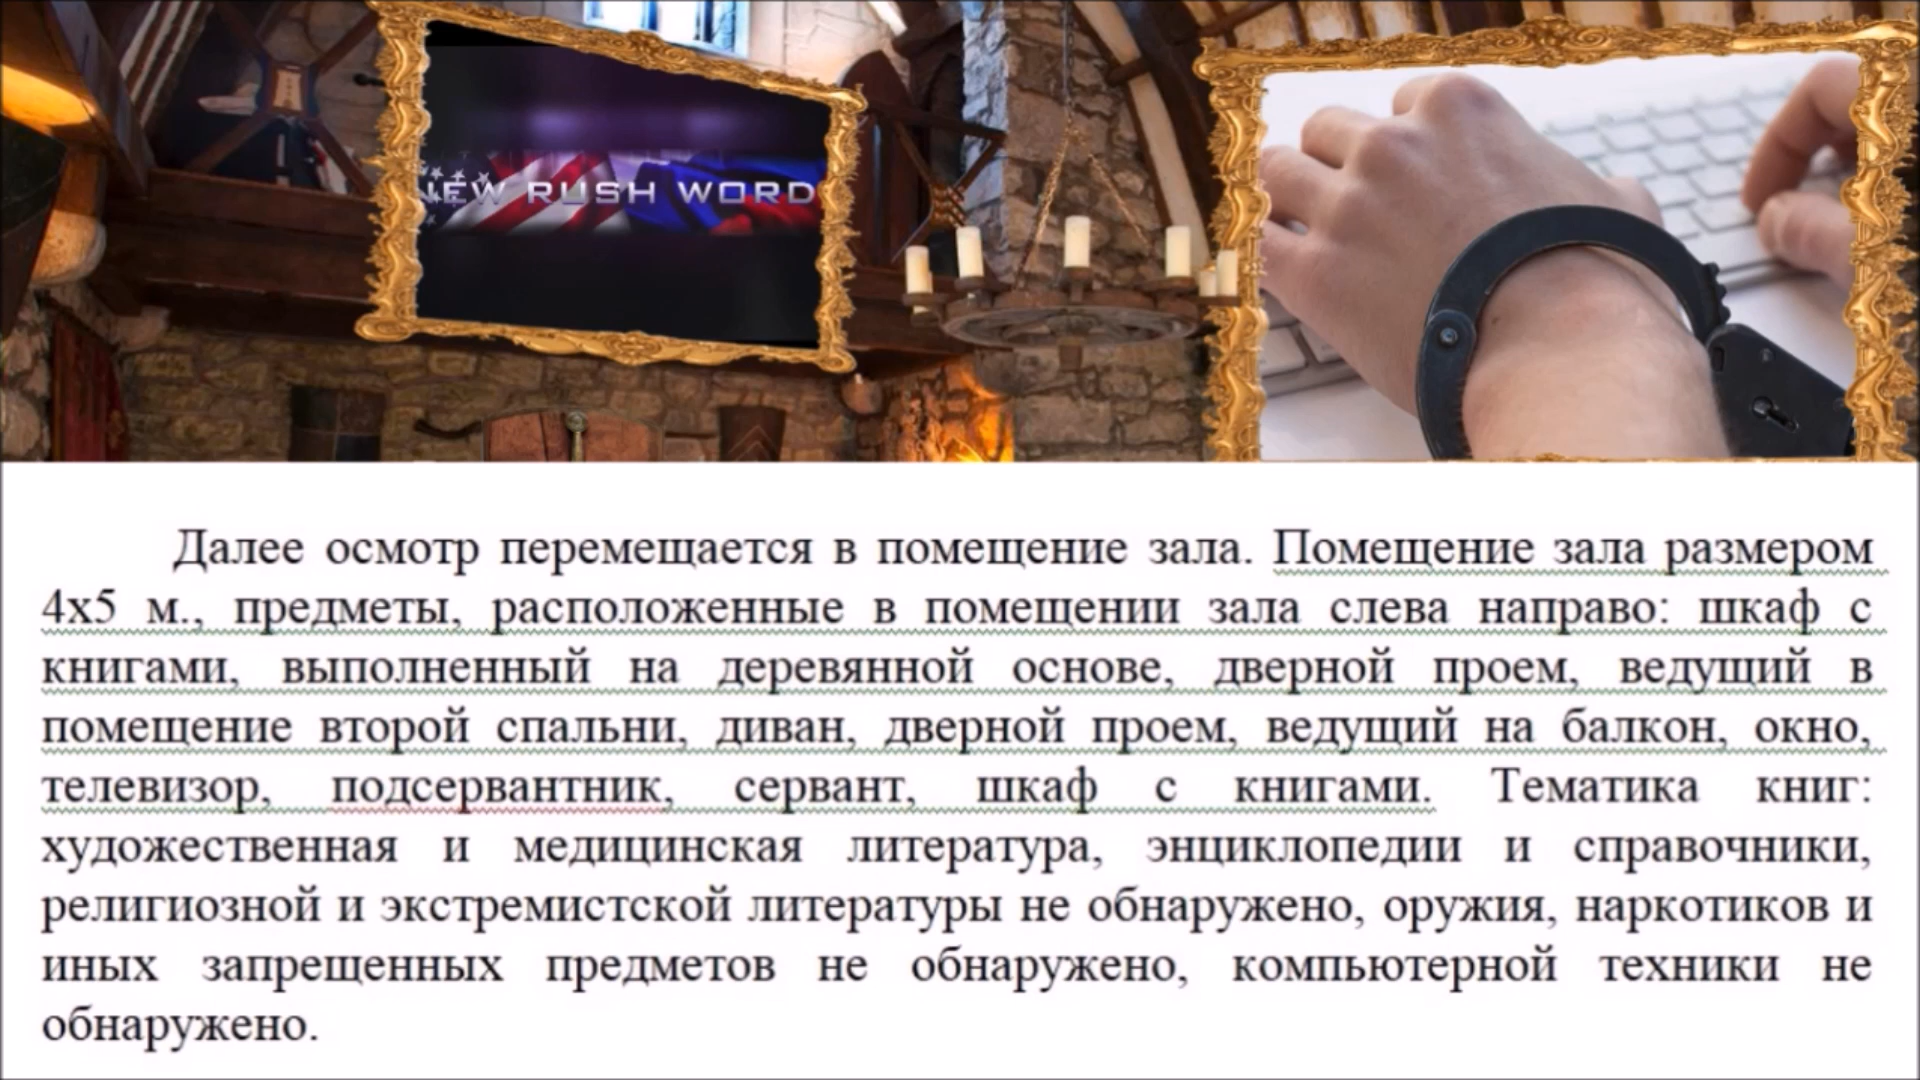 NEW RUSH WORD
Далее осмотр перемещается в помещение зала. Помещение зала размером
4х5 м., предметы, расположенные в помещении зала слева направо: шкаф с
книгами, выполненный на деревянной основе, дверной проем, ведущий в
помещение второй спальни, диван, дверной проем, ведущий на балкон, окно,
телевизор, подсервантник, сервант, шкаф с книгами. Тематика книг:
художественная и медицинская литература, энциклопедии и справочники,
религиозной и экстремистской литературы не обнаружено, оружия, наркотиков и
иных запрещенных предметов не обнаружено, компьютерной техники не
обнаружено.